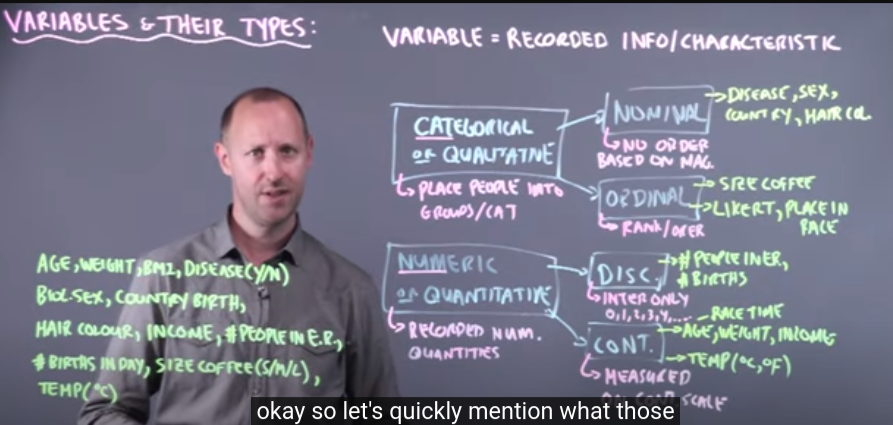 VARIABLES & THEIR TYPES:
VARIABLE = RECORDED INFO/CHARACTERISTIC
CATEGORICAL
OR QUALITATIVE
PLACE PEOPLE INTO
GROUPS/CAT
NOMINAL
NO ORDER
BASED ON MAG.
DISEASE, SEX,
COUNTRY, HAIR COL.
ORDINAL
RANK/ORDER
SIZE COFFEE
LIKERT, PLACE IN
RACE
NUMERIC
OR QUANTITATIVE
RECORDED NUM.
QUANTITIES
DISC.
INTER ONLY
0,1,2,3,4,....
# PEOPLE IN ER,
# BIRTHS
CONT.
MEASURED
ON CONT SCALE
RACE TIME
AGE, WEIGHT, INCOME
TEMP(°C,°F)
AGE, WEIGHT, BMI, DISEASE(Y/N)
BIOL SEX, COUNTRY BIRTH,
HAIR COLOUR, INCOME, # PEOPLE IN E.R.,
# BIRTHS IN DAY, SIZE COFFEE(S/M/L),
TEMP(°C)
okay so let's quickly mention what those